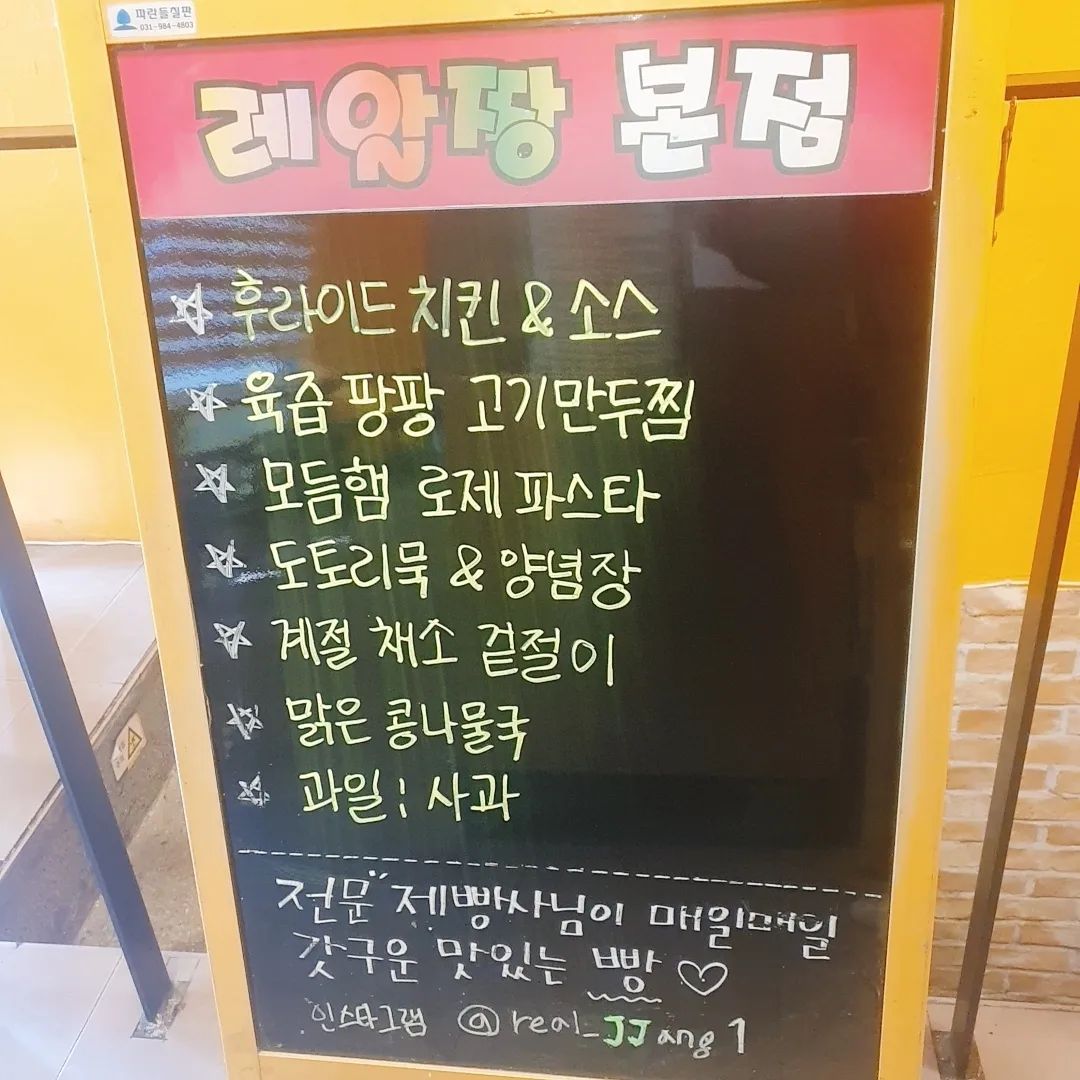 파란들칠판
031-984-4803
레알짱 본점
☆ 후라이드 치킨 & 소스
☆ 육즙 팡팡 고기만두찜
☆ 모듬햄 로제 파스타
☆ 도토리묵 & 양념장
☆ 계절 채소 겉절이
☆ 맑은 콩나물국
☆ 과일 : 사과
전문" 제빵사님이 매일매일
갓구운 맛있는 빵 ♡
인스타그램 @real_JJang1